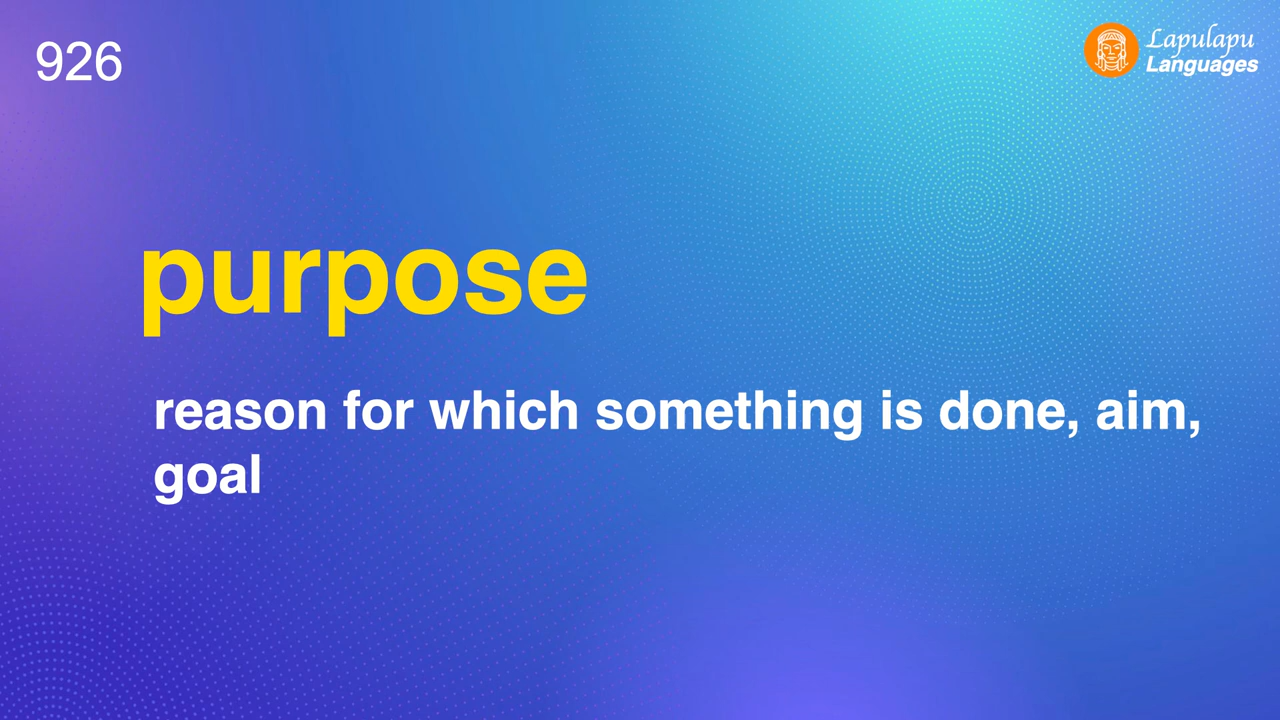 926
Lapulapu
Languages
purpose
reason for which something is done, aim,
goal